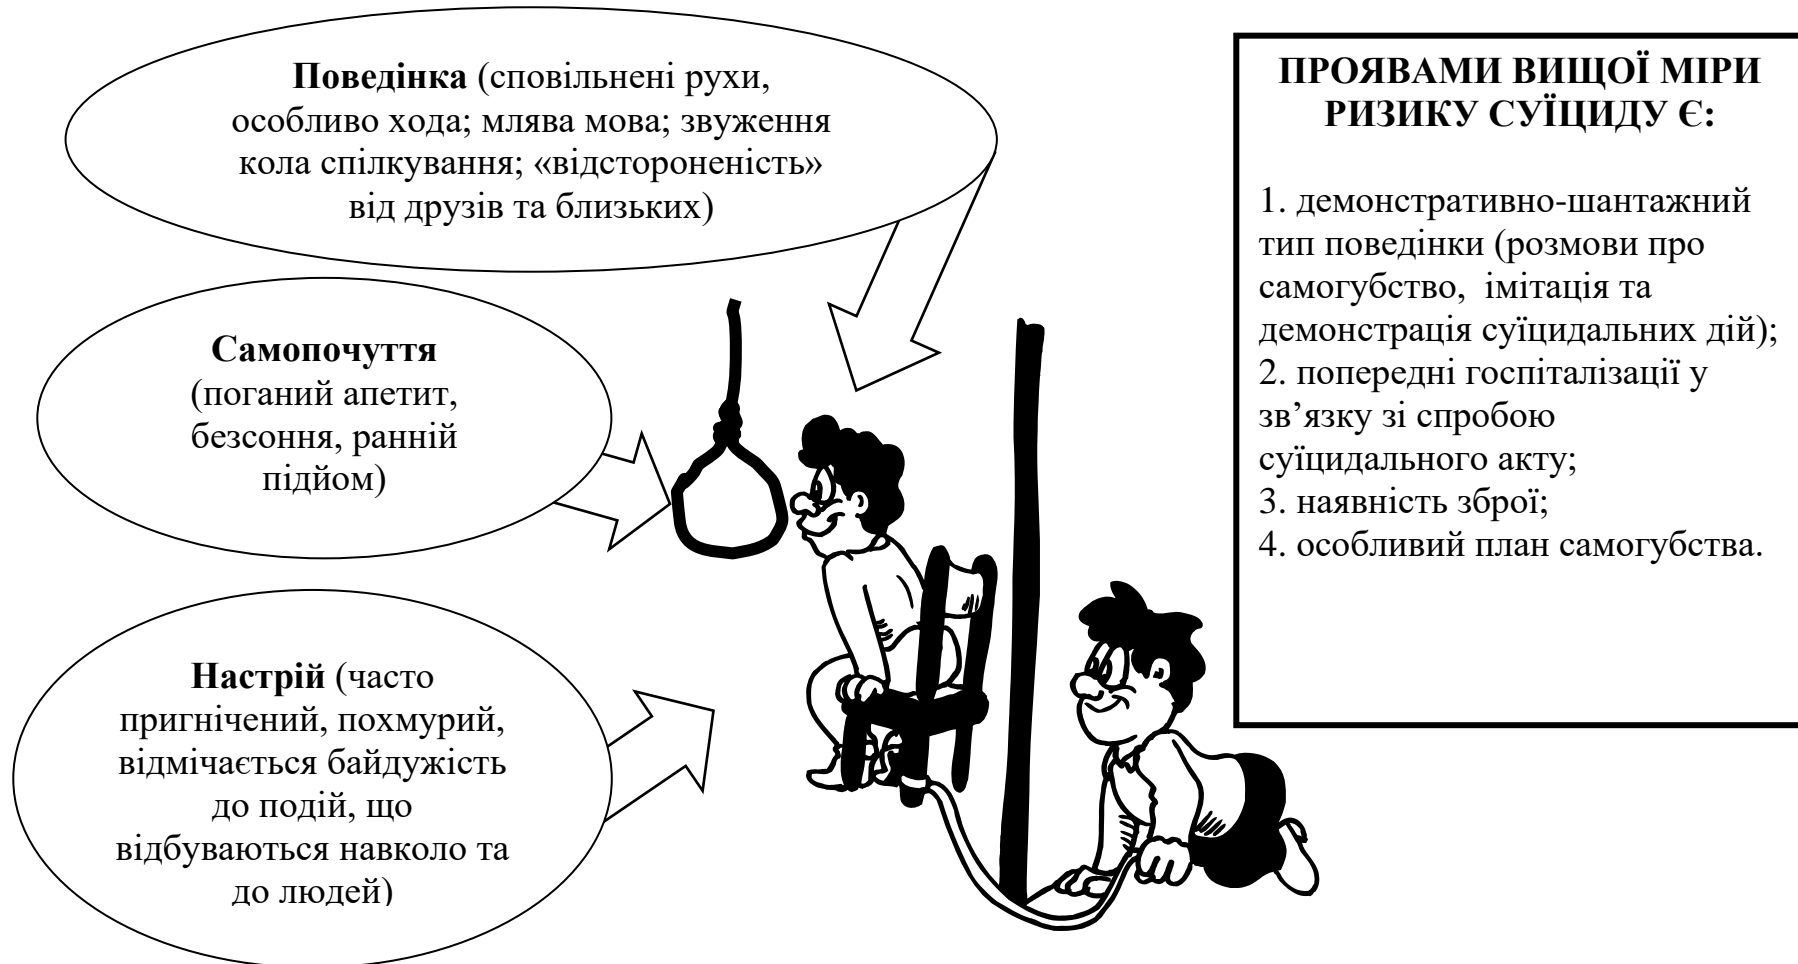 Поведінка (сповільнені рухи,
особливо хода; млява мова; звуження
кола спілкування; «відстороненість»
від друзів та близьких)
Самопочуття
(поганий апетит,
безсоння, ранній
підйом)
Настрій (часто
пригнічений, похмурий,
відмічається байдужість
до подій, що
відбуваються навколо та
до людей)
ПРОЯВАМИ ВИЩОЇ МІРИ
РИЗИКУ СУЇЦИДУ Є:
1. демонстративно-шантажний
тип поведінки (розмови про
самогубство, імітація та
демонстрація суїцидальних дій);
2. попередні госпіталізації у
зв’язку зі спробою
суїцидального акту;
3. наявність зброї;
4. особливий план самогубства.